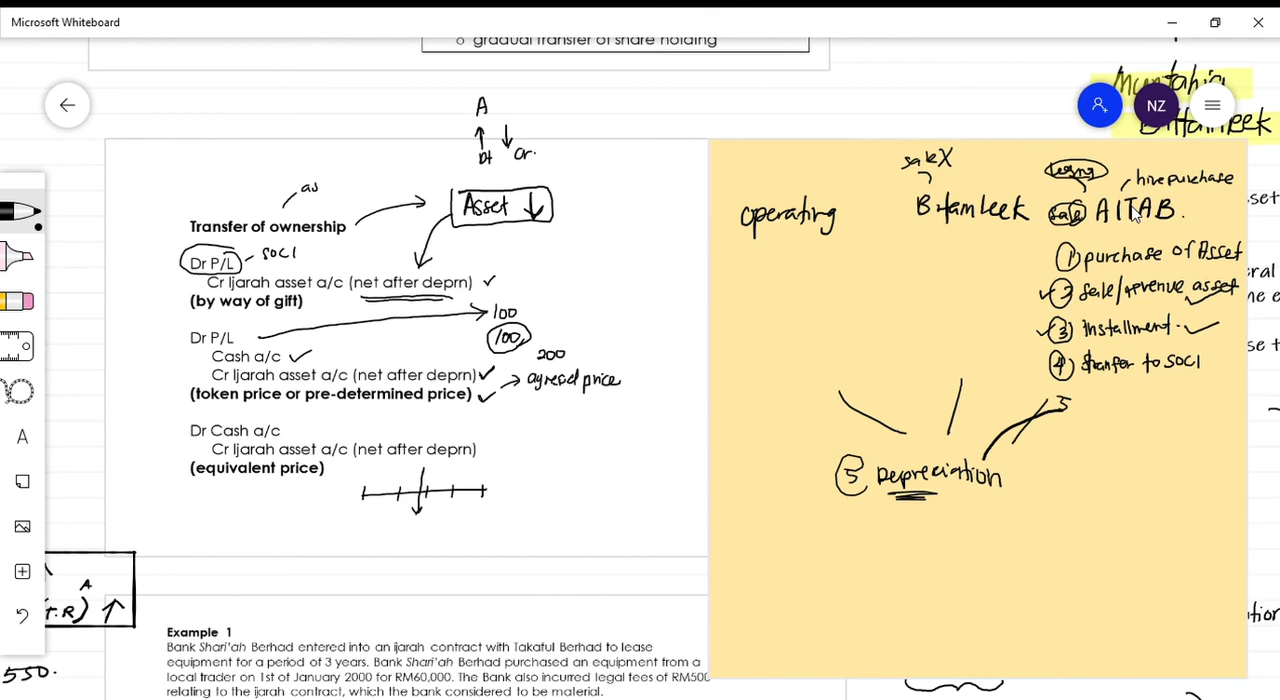 Microsoft Whiteboard
o gradual transfer of share holding
Muntahia
Bittamleek
NZ
A
Dt Cr.
as
Asset ↓
Transfer of ownership
Dr P/L - SOCI
Cr Ijarah asset a/c (net after deprn) ✓
(by way of gift)
Dr P/L
100
100
Cash a/c ✓
200
Cr Ijarah asset a/c (net after deprn) ✓
→ agreed price
(token price or pre-determined price) ✓
Dr Cash a/c
Cr Ijarah asset a/c (net after deprn)
(equivalent price)
sale X
hire purchase
operating
Bitamleek
sale AITAB.
① purchase of Asset
② sale/revenue asset
③ installment. ✓
④ transfer to SOCI
⑤ Depreciation
A
(T.R) ↑
550.
Example 1
Bank Shari'ah Berhad entered into an ijarah contract with Takaful Berhad to lease
equipment for a period of 3 years. Bank Shari'ah Berhad purchased an equipment from a
local trader on 1st of January 2000 for RM60,000. The Bank also incurred legal fees of RM500
relating to the ijarah contract, which the bank considered to be material.